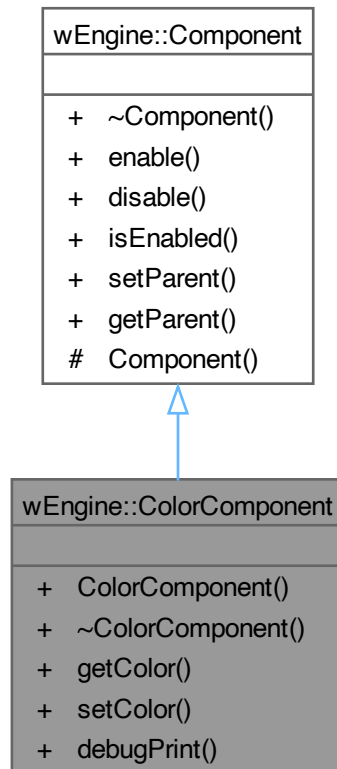 wEngine::Component
+ ~Component()
+ enable()
+ disable()
+ isEnabled()
+ setParent()
+ getParent()
# Component()
wEngine::ColorComponent
+ ColorComponent()
+ ~ColorComponent()
+ getColor()
+ setColor()
+ debugPrint()